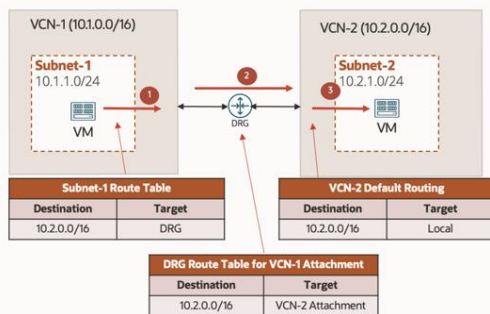 VCN-1 (10.1.0.0/16)
VCN-2 (10.2.0.0/16)
Subnet-1
10.1.1.0/24
1
VM
2
DRG
Subnet-2
10.2.1.0/24
3
VM
Subnet-1 Route Table
Destination Target
10.2.0.0/16 DRG
VCN-2 Default Routing
Destination Target
10.2.0.0/16 Local
DRG Route Table for VCN-1 Attachment
Destination Target
10.2.0.0/16 VCN-2 Attachment